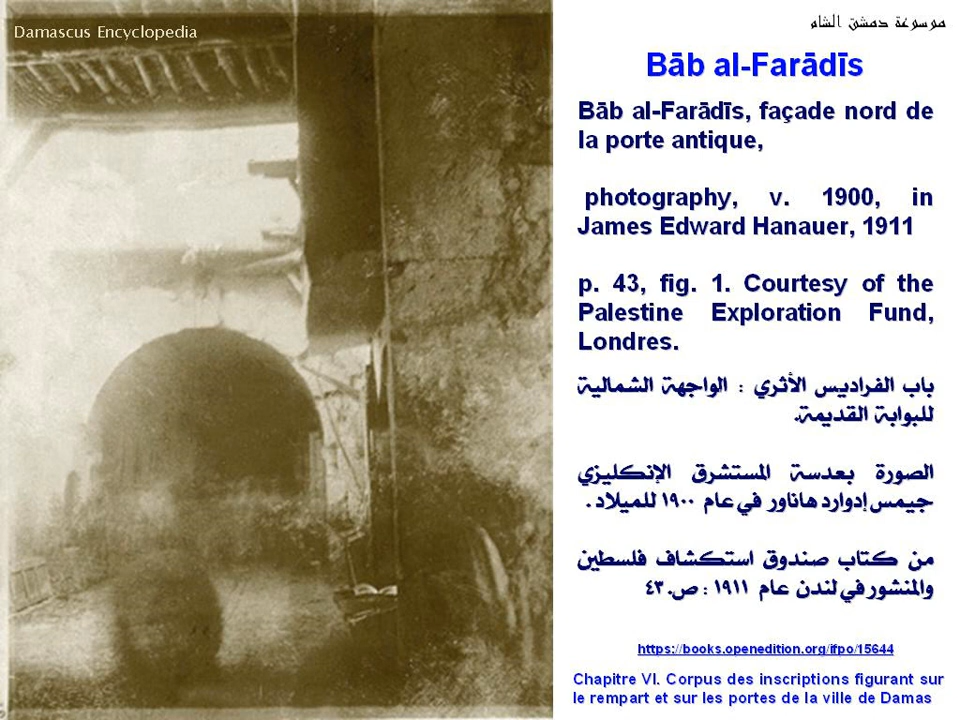 Damascus Encyclopedia
موسوعة دمشق الشام
Bāb al-Farādīs
Bāb al-Farādīs, façade nord de
la porte antique,
photography, v. 1900, in
James Edward Hanauer, 1911
p. 43, fig. 1. Courtesy of the
Palestine Exploration Fund,
Londres.
باب الفراديس الأثري : الواجهة الشمالية
للبوابة القديمة.
الصورة بعدسة المستشرق الإنكليزي
جيمس إدوارد هاناور في عام ١٩٠٠ للميلاد .
من كتاب صندوق استكشاف فلسطين
والمنشور في لندن عام ١٩١١ : ص. ٤٣
https://books.openedition.org/ifpo/15644
Chapitre VI. Corpus des inscriptions figurant sur
le rempart et sur les portes de la ville de Damas